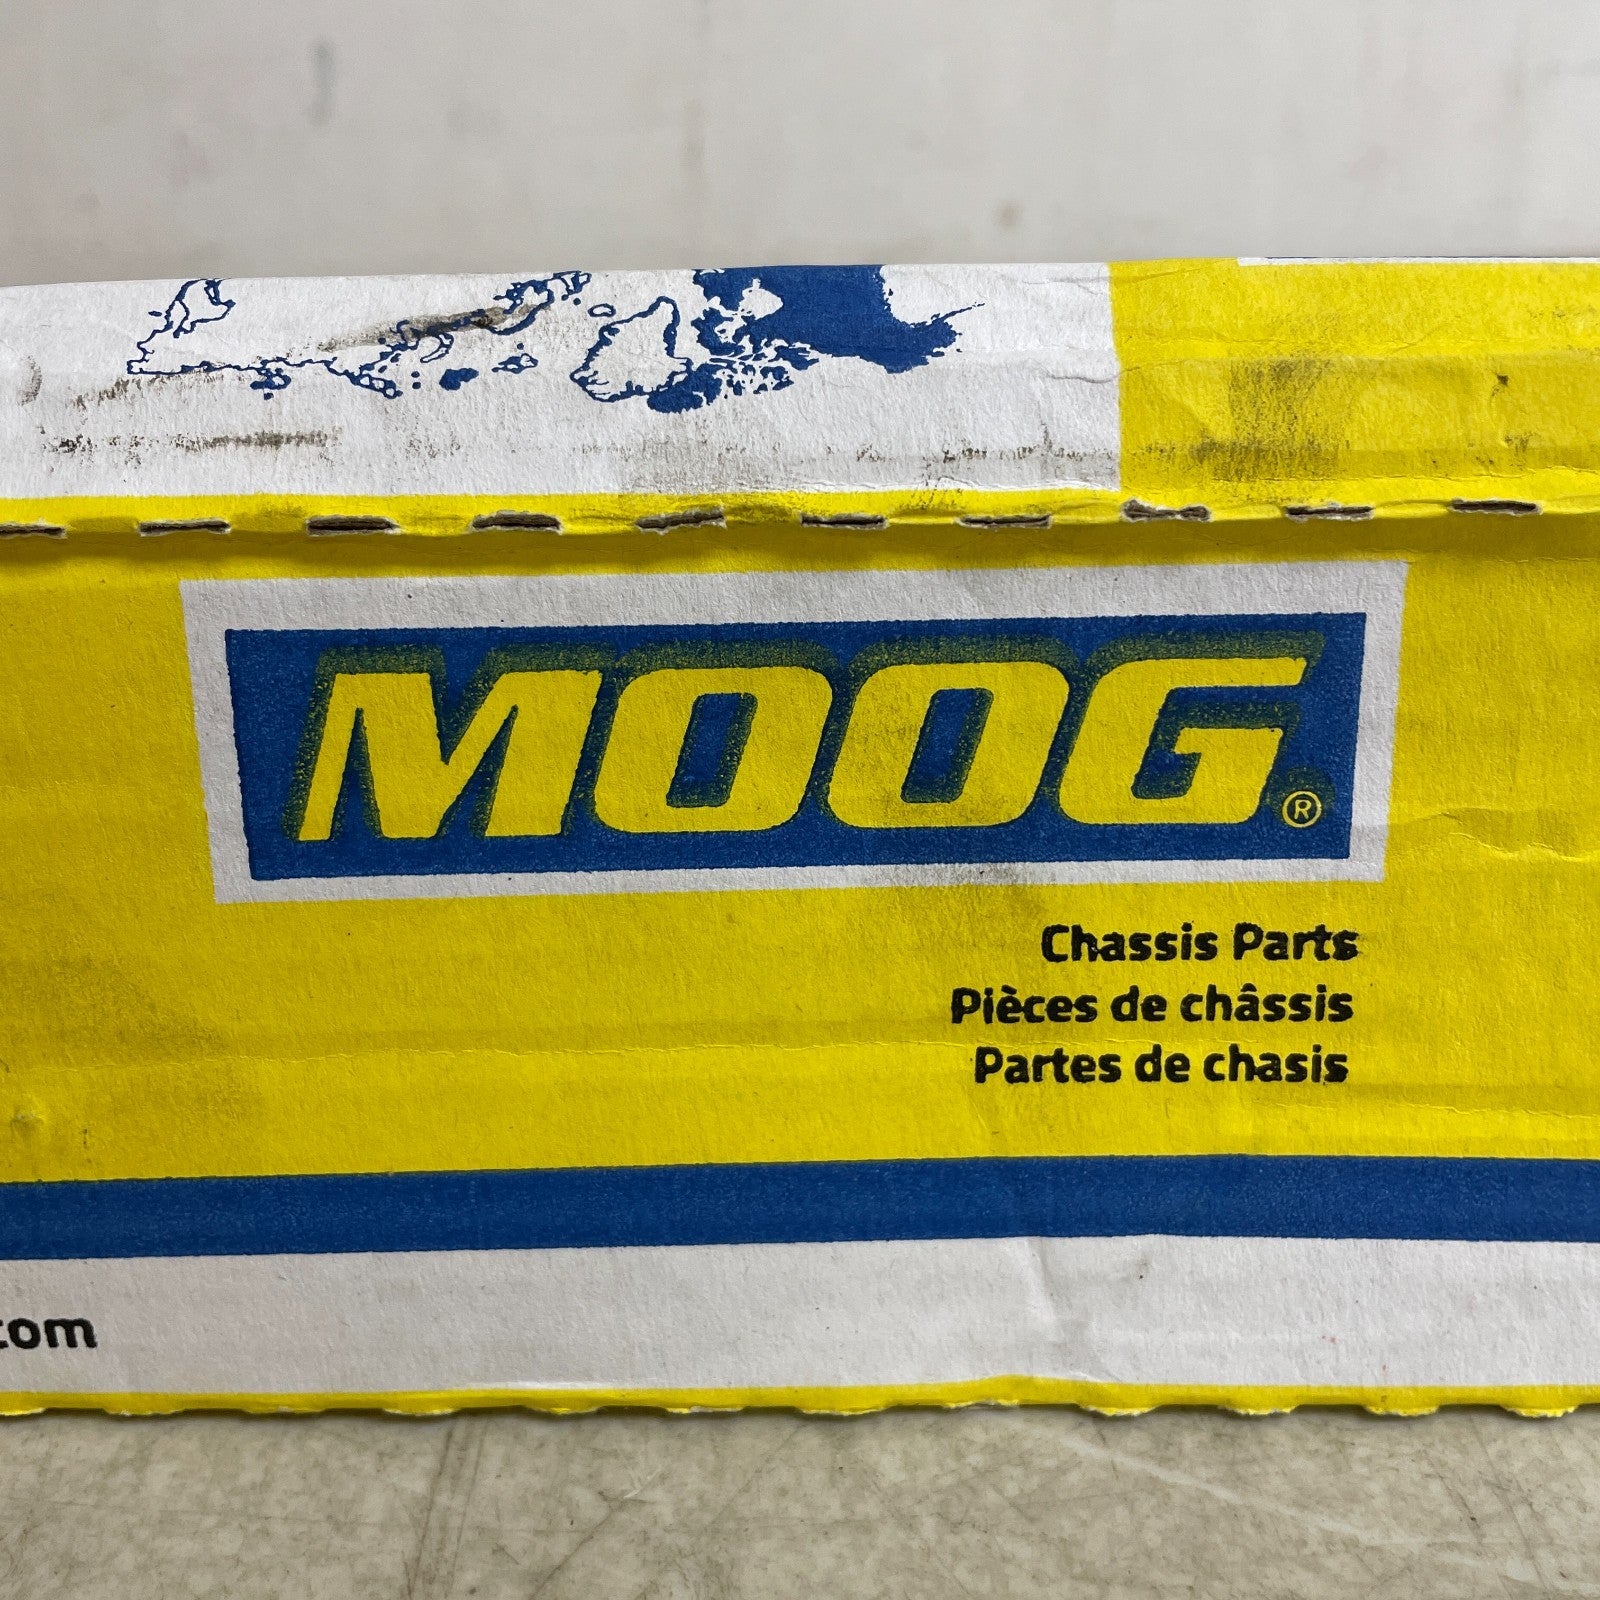 MOOG®
Chassis Parts
Pièces de châssis
Partes de chasis
.com